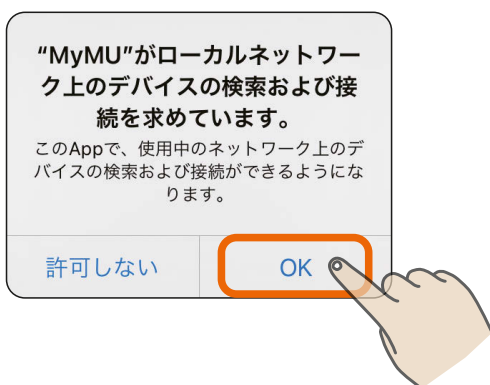 “MyMU”がローカルネットワー
ク上のデバイスの検索および接
続を求めています。
このAppで、使用中のネットワーク上のデ
バイスの検索および接続ができるようにな
ります。
許可しない OK